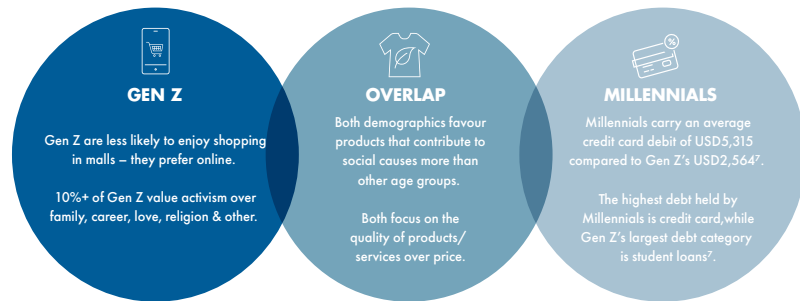 GEN Z
Gen Z are less likely to enjoy shopping
in malls – they prefer online.
10%+ of Gen Z value activism over
family, career, love, religion & other.
OVERLAP
Both demographics favour
products that contribute to
social causes more than
other age groups.
Both focus on the
quality of products/
services over price.
%
MILLENNIALS
Millennials carry an average
credit card debit of USD5,315
compared to Gen Z’s USD2,564⁷.
The highest debt held by
Millennials is credit card,while
Gen Z’s largest debt category
is student loans⁷.